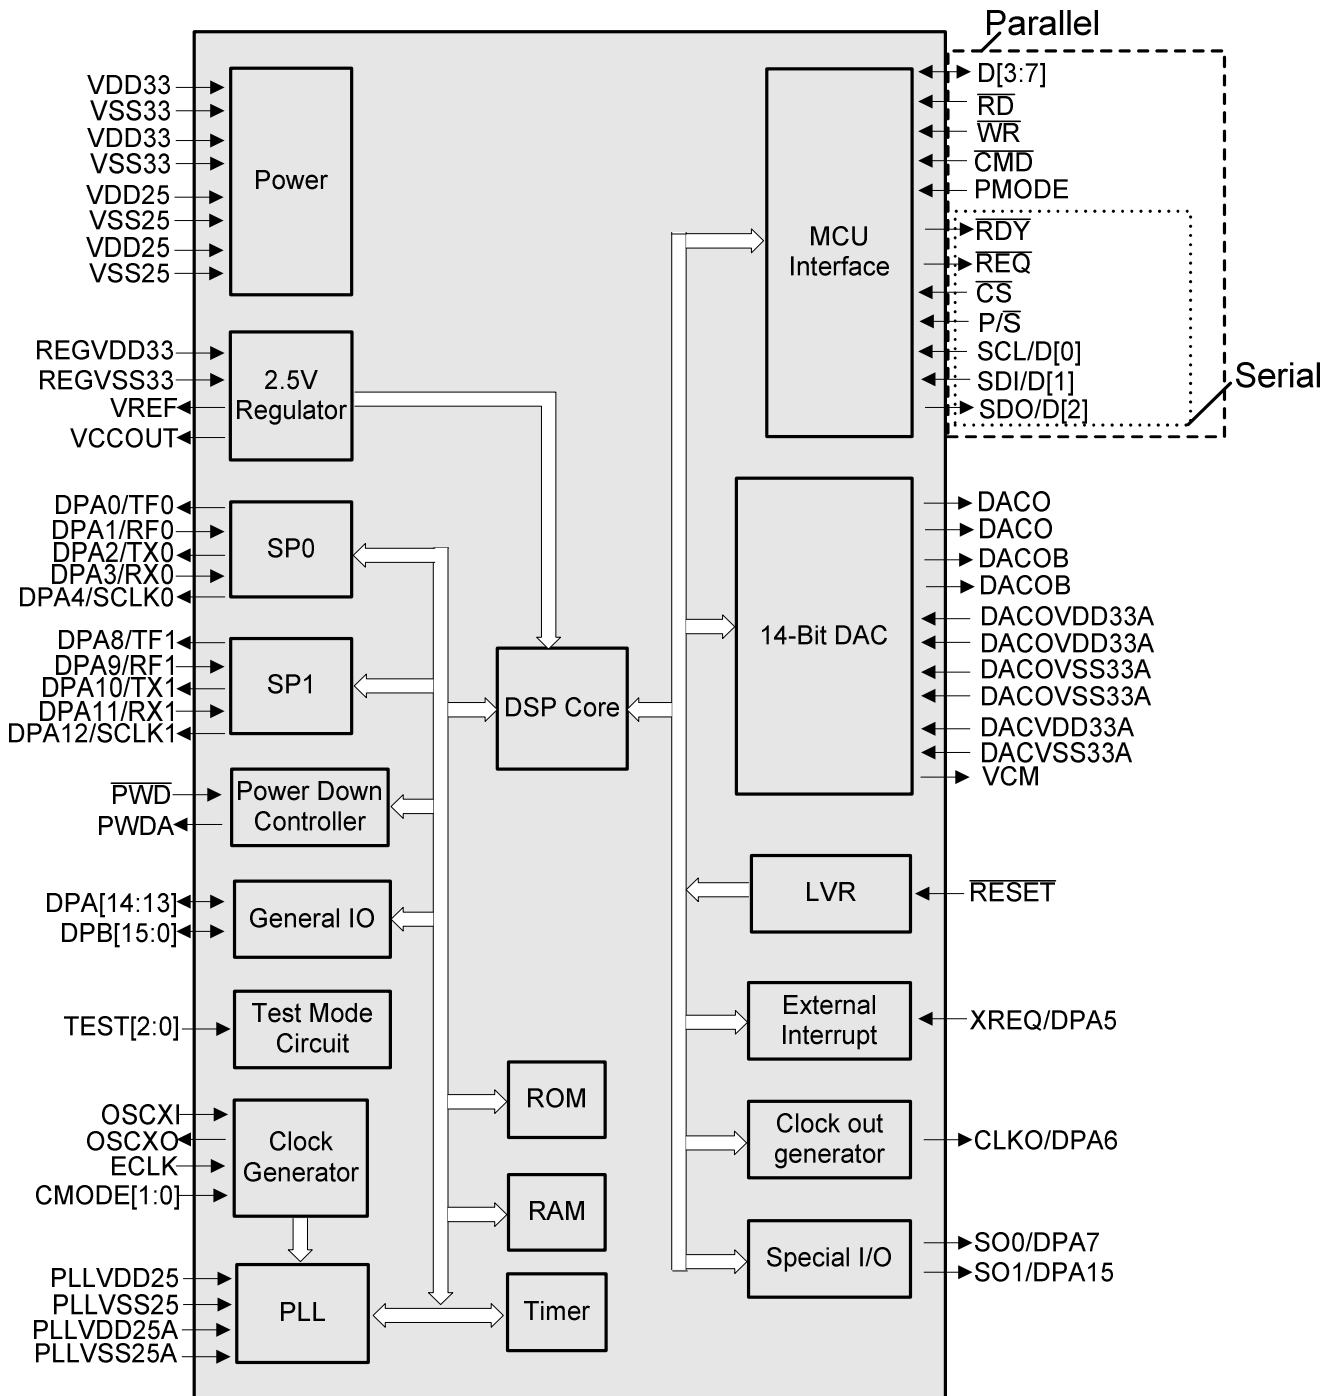 Parallel
VDD33
VSS33
VDD33
VSS33
VDD25
VSS25
VDD25
VSS25
Power
MCU
Interface
D[3:7]
RD
WR
CMD
PMODE
RDY
REQ
CS
P/S
SCL/D[0]
SDI/D[1]
SDO/D[2]
Serial
REGVDD33
REGVSS33
VREF
VCCOUT
2.5V
Regulator
DPA0/TF0
DPA1/RF0
DPA2/TX0
DPA3/RX0
DPA4/SCLK0
SP0
DPA8/TF1
DPA9/RF1
DPA10/TX1
DPA11/RX1
DPA12/SCLK1
SP1
DSP Core
14-Bit DAC
DACO
DACO
DACOB
DACOB
DACOVDD33A
DACOVDD33A
DACOVSS33A
DACOVSS33A
DACVDD33A
DACVSS33A
VCM
PWD
PWDA
Power Down
Controller
LVR
RESET
DPA[14:13]
DPB[15:0]
General IO
TEST[2:0]
Test Mode
Circuit
External
Interrupt
XREQ/DPA5
OSCXI
OSCXO
ECLK
CMODE[1:0]
Clock
Generator
ROM
Clock out
generator
CLKO/DPA6
RAM
Special I/O
SO0/DPA7
SO1/DPA15
PLLVDD25
PLLVSS25
PLLVDD25A
PLLVSS25A
PLL
Timer